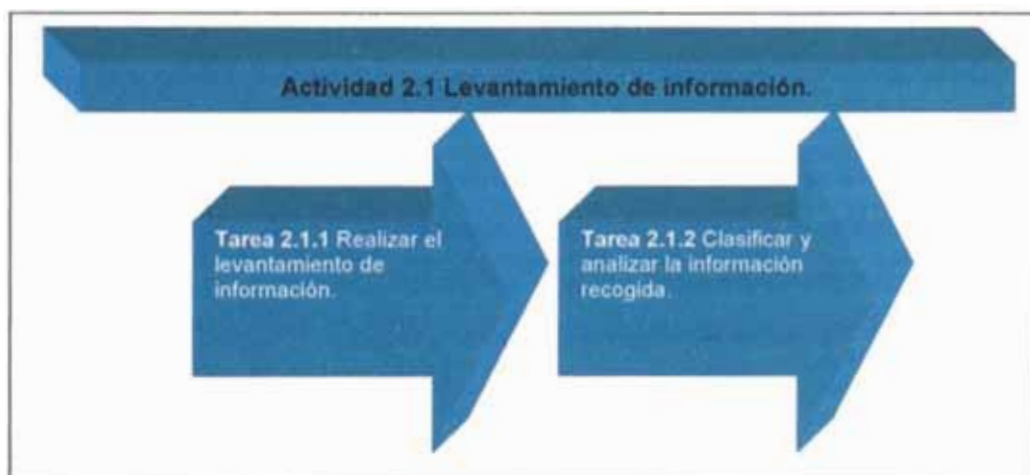 Actividad 2.1 Levantamiento de información.
Tarea 2.1.1 Realizar el
levantamiento de
información.
Tarea 2.1.2 Clasificar y
analizar la información
recogida.